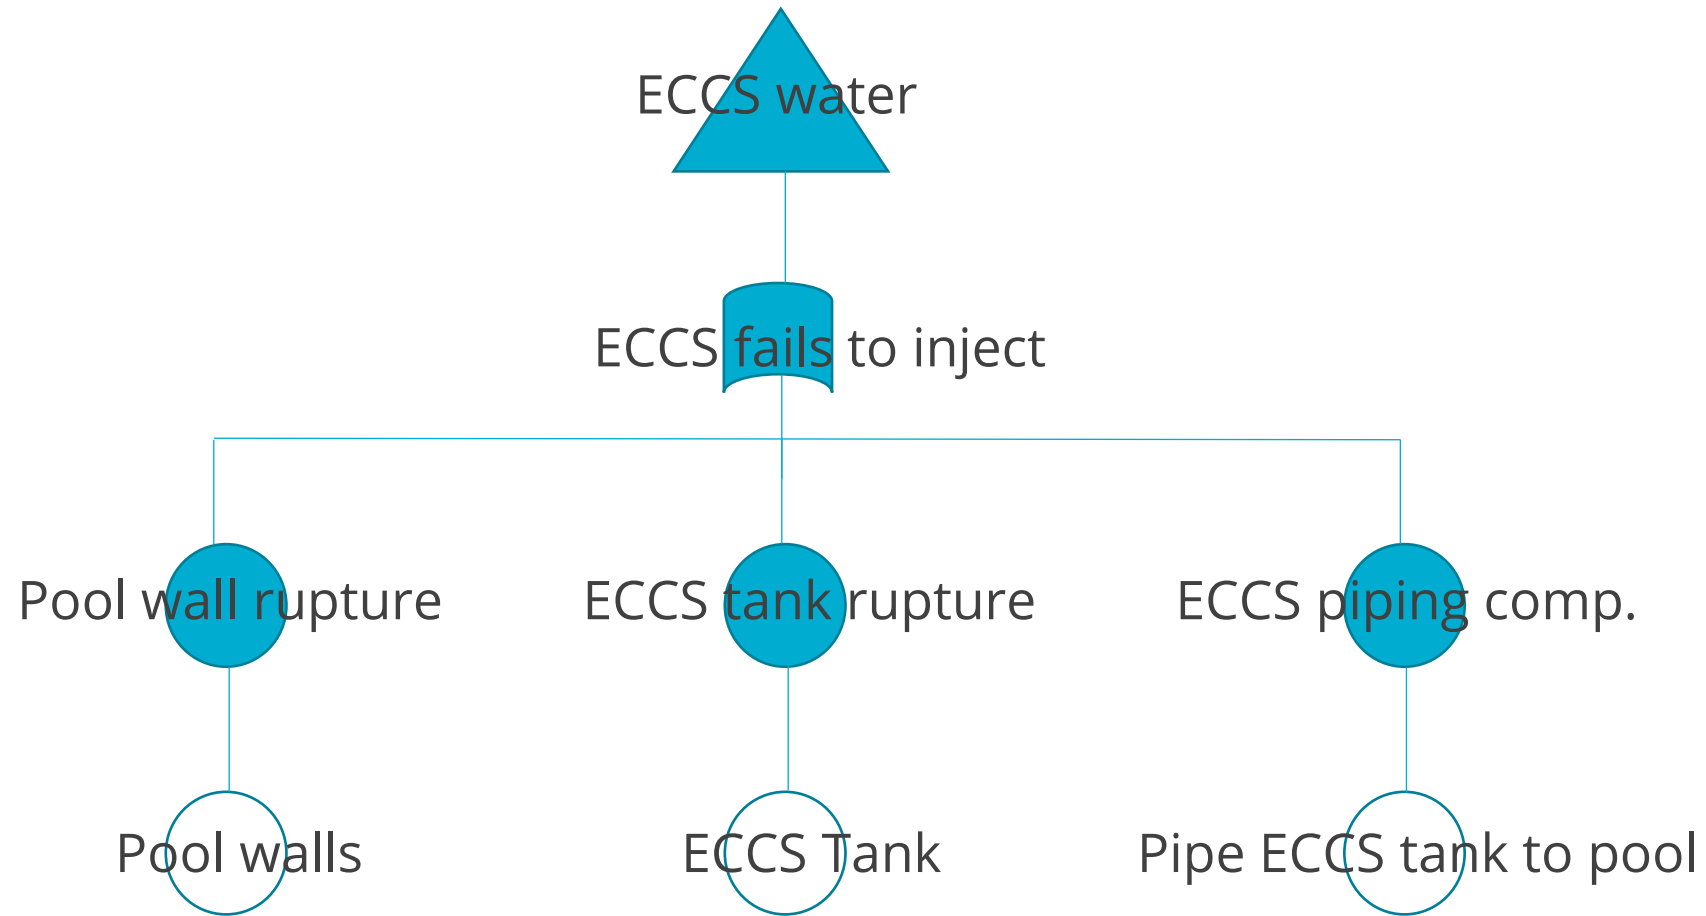 ECCS water
ECCS fails to inject
Pool wall rupture
ECCS tank rupture
ECCS piping comp.
Pool walls
ECCS Tank
Pipe ECCS tank to pool